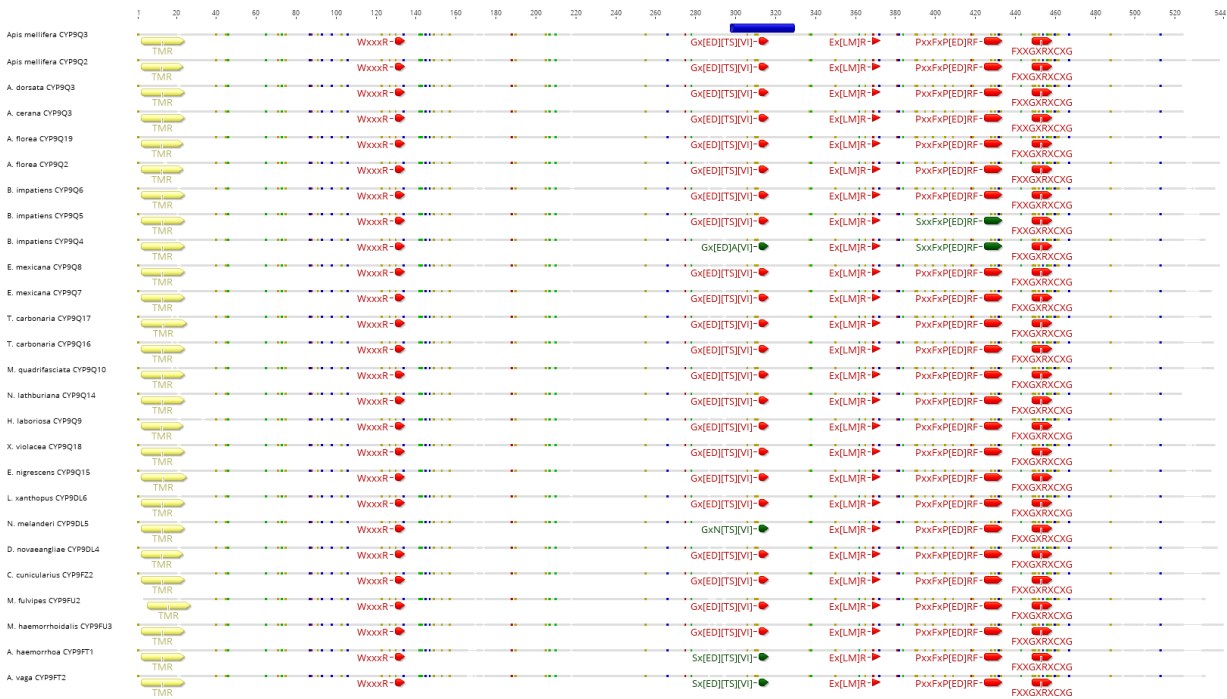 1 20 40 60 80 100 120 140 160 180 200 220 240 260 280 300 320 340 360 380 400 420 440 460 480 500 520 544
Apis mellifera CYP9Q3
WxxxR Gx[ED][TS][VI] Ex[LM]R PxxFxP[ED]RF
TMR FXXGXRXCXG
Apis mellifera CYP9Q2
WxxxR Gx[ED][TS][VI] Ex[LM]R PxxFxP[ED]RF
TMR FXXGXRXCXG
A. dorsata CYP9Q3
WxxxR Gx[ED][TS][VI] Ex[LM]R PxxFxP[ED]RF
TMR FXXGXRXCXG
A. cerana CYP9Q3
WxxxR Gx[ED][TS][VI] Ex[LM]R PxxFxP[ED]RF
TMR FXXGXRXCXG
A. florea CYP9Q19
WxxxR Gx[ED][TS][VI] Ex[LM]R PxxFxP[ED]RF
TMR FXXGXRXCXG
A. florea CYP9Q2
WxxxR Gx[ED][TS][VI] Ex[LM]R PxxFxP[ED]RF
TMR FXXGXRXCXG
B. impatiens CYP9Q6
WxxxR Gx[ED][TS][VI] Ex[LM]R PxxFxP[ED]RF
TMR FXXGXRXCXG
B. impatiens CYP9Q5
WxxxR Gx[ED][TS][VI] Ex[LM]R SxxFxP[ED]RF
TMR FXXGXRXCXG
B. impatiens CYP9Q4
WxxxR Gx[ED]A[VI] Ex[LM]R SxxFxP[ED]RF
TMR FXXGXRXCXG
E. mexicana CYP9Q8
WxxxR Gx[ED][TS][VI] Ex[LM]R PxxFxP[ED]RF
TMR FXXGXRXCXG
E. mexicana CYP9Q7
WxxxR Gx[ED][TS][VI] Ex[LM]R PxxFxP[ED]RF
TMR FXXGXRXCXG
T. carbonaria CYP9Q17
WxxxR Gx[ED][TS][VI] Ex[LM]R PxxFxP[ED]RF
TMR FXXGXRXCXG
T. carbonaria CYP9Q16
WxxxR Gx[ED][TS][VI] Ex[LM]R PxxFxP[ED]RF
TMR FXXGXRXCXG
M. quadrifasciata CYP9Q10
WxxxR Gx[ED][TS][VI] Ex[LM]R PxxFxP[ED]RF
TMR FXXGXRXCXG
N. lathburiana CYP9Q14
WxxxR Gx[ED][TS][VI] Ex[LM]R PxxFxP[ED]RF
TMR FXXGXRXCXG
H. laboriosa CYP9Q9
WxxxR Gx[ED][TS][VI] Ex[LM]R PxxFxP[ED]RF
TMR FXXGXRXCXG
X. violacea CYP9Q18
WxxxR Gx[ED][TS][VI] Ex[LM]R PxxFxP[ED]RF
TMR FXXGXRXCXG
E. nigrescens CYP9Q15
WxxxR Gx[ED][TS][VI] Ex[LM]R PxxFxP[ED]RF
TMR FXXGXRXCXG
L. xanthopus CYP9DL6
WxxxR Gx[ED][TS][VI] Ex[LM]R PxxFxP[ED]RF
TMR FXXGXRXCXG
N. melanderi CYP9DL5
WxxxR GxN[TS][VI] Ex[LM]R PxxFxP[ED]RF
TMR FXXGXRXCXG
D. novaeangliae CYP9DL4
WxxxR Gx[ED][TS][VI] Ex[LM]R PxxFxP[ED]RF
TMR FXXGXRXCXG
C. cunicularius CYP9FZ2
WxxxR Gx[ED][TS][VI] Ex[LM]R PxxFxP[ED]RF
TMR FXXGXRXCXG
M. fulvipes CYP9FU2
WxxxR Gx[ED][TS][VI] Ex[LM]R PxxFxP[ED]RF
TMR FXXGXRXCXG
M. haemorrhoidalis CYP9FU3
WxxxR Gx[ED][TS][VI] Ex[LM]R PxxFxP[ED]RF
TMR FXXGXRXCXG
A. haemorrhoa CYP9FT1
WxxxR Sx[ED][TS][VI] Ex[LM]R PxxFxP[ED]RF
TMR FXXGXRXCXG
A. vaga CYP9FT2
WxxxR Sx[ED][TS][VI] Ex[LM]R PxxFxP[ED]RF
TMR FXXGXRXCXG